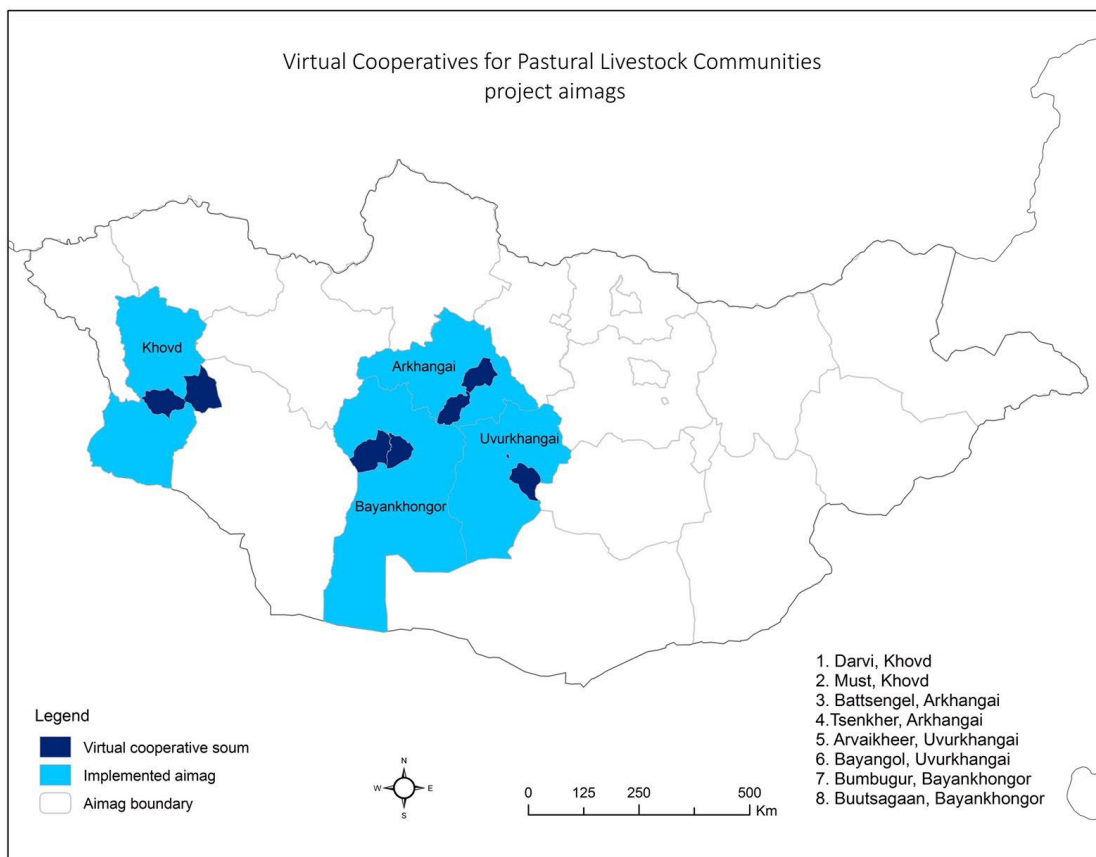 Virtual Cooperatives for Pastural Livestock Communities
project aimags
Khovd
Arkhangai
Uvurkhangai
Bayankhongor
1. Darvi, Khovd
2. Must, Khovd
3. Battsengel, Arkhangai
4.Tsenkher, Arkhangai
5. Arvaikheer, Uvurkhangai
6. Bayangol, Uvurkhangai
7. Bumbugur, Bayankhongor
8. Buutsagaan, Bayankhongor
Legend
Virtual cooperative soum
Implemented aimag
Aimag boundary
N
W E
S
0 125 250 500
Km